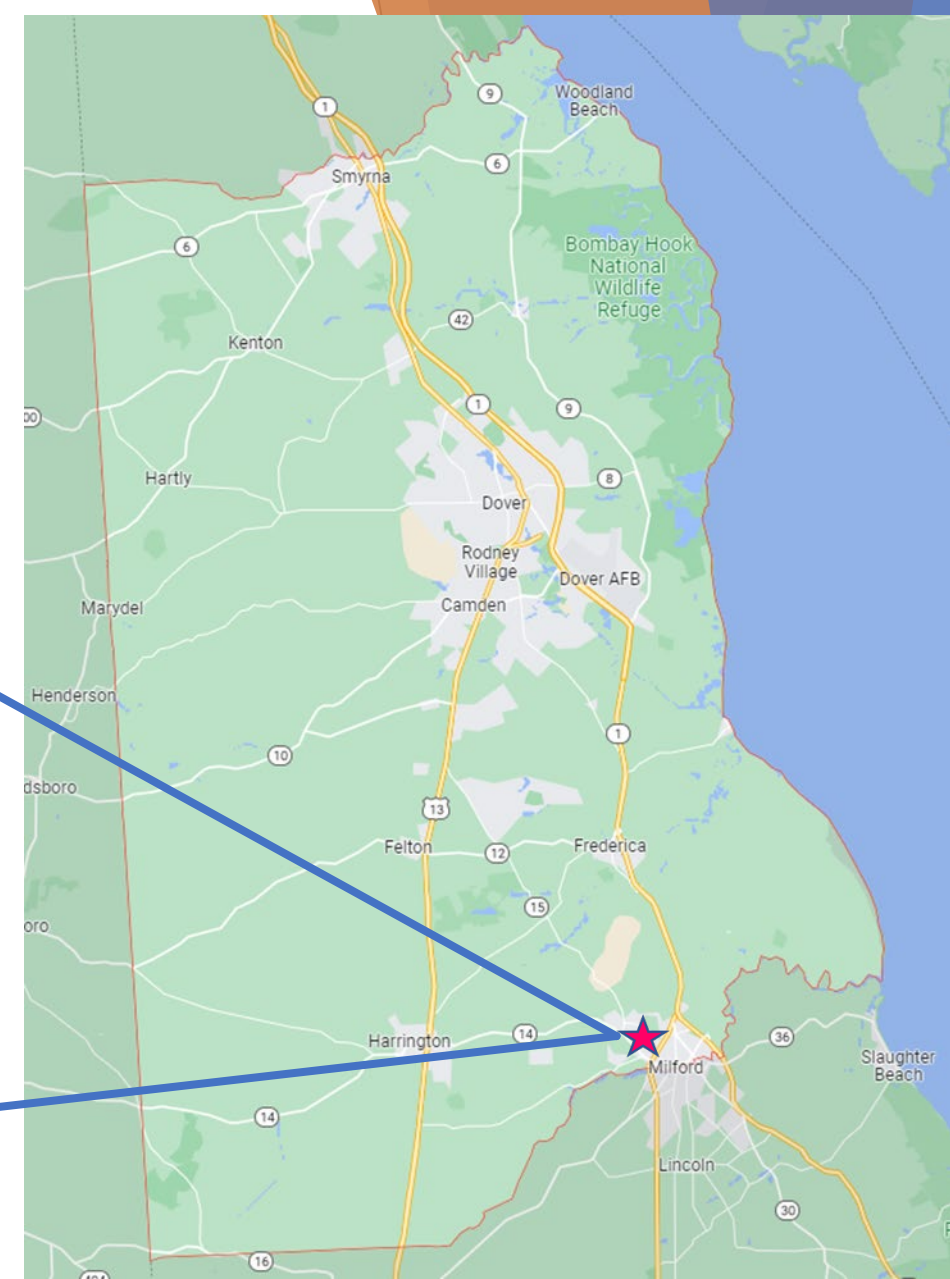 9
Woodland
Beach
1
6
Smyrna
6
Bombay Hook
National
Wildlife
Refuge
42
Kenton
00
1
9
Hartly
8
Dover
Rodney
Village
Dover AFB
Marydel
Camden
Henderson
1
10
dsboro
13
Felton
12
Frederica
15
oro
Harrington
14
36
Milford
Slaughter
Beach
14
Lincoln
30
16